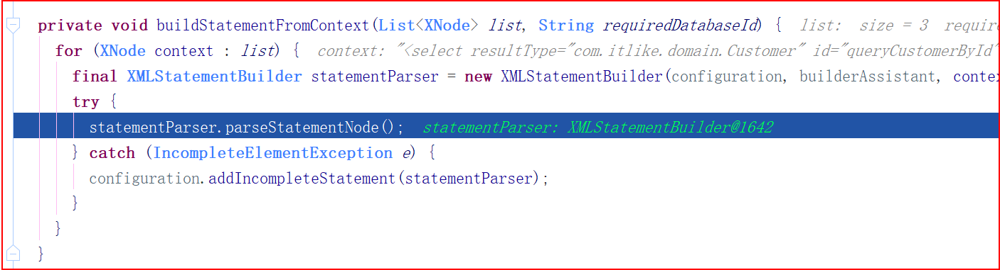 private void buildStatementFromContext(List<XNode> list, String requiredDatabaseId) { list: size = 3 require
for (XNode context : list) { context: "<select resultType="com.itlike.domain.Customer" id="queryCustomerById"
final XMLStatementBuilder statementParser = new XMLStatementBuilder(configuration, builderAssistant, conte
try {
statementParser.parseStatementNode(); statementParser: XMLStatementBuilder@1642
} catch (IncompleteElementException e) {
configuration.addIncompleteStatement(statementParser);
}
}
}